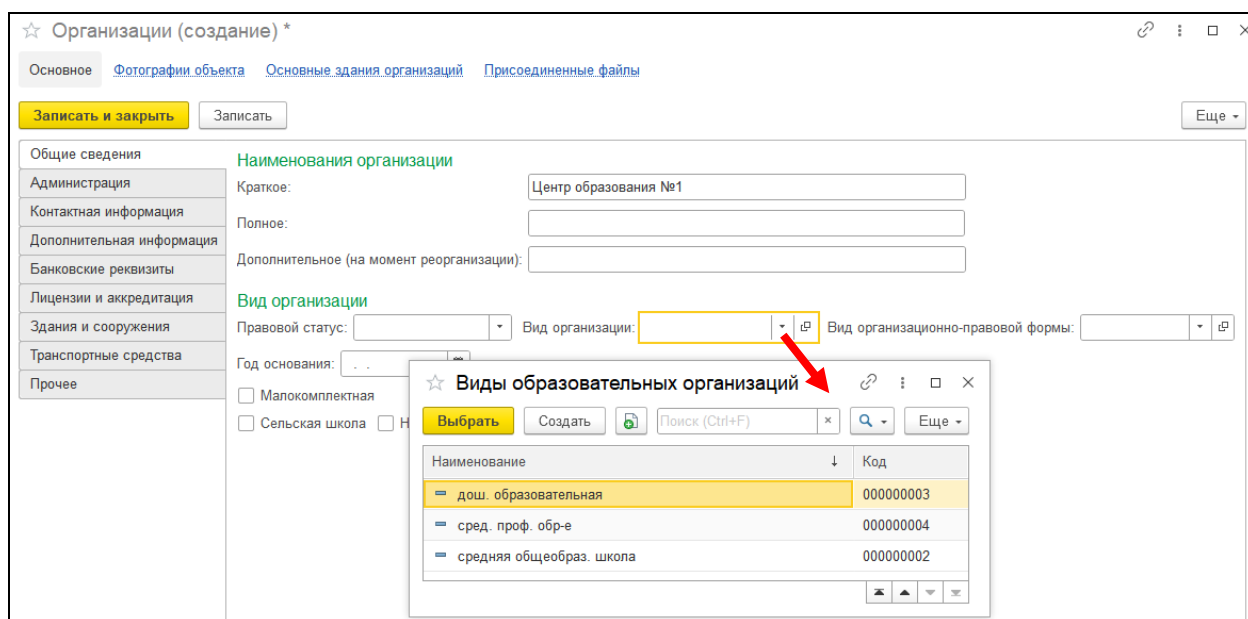 Организации (создание) *
Основное Фотографии объекта Основные здания организаций Присоединенные файлы
Записать и закрыть Записать Еще
Общие сведения
Администрация
Контактная информация
Дополнительная информация
Банковские реквизиты
Лицензии и аккредитация
Здания и сооружения
Транспортные средства
Прочее
Наименования организации
Краткое: Центр образования №1
Полное:
Дополнительное (на момент реорганизации):
Вид организации
Правовой статус: Вид организации: Вид организационно-правовой формы:
Год основания: . .
Малокомплектная
Сельская школа Н
Виды образовательных организаций
Выбрать Создать Поиск (Ctrl+F) × Еще
Наименование ↓ Код
дош. образовательная 000000003
сред. проф. обр-е 000000004
средняя общеобраз. школа 000000002